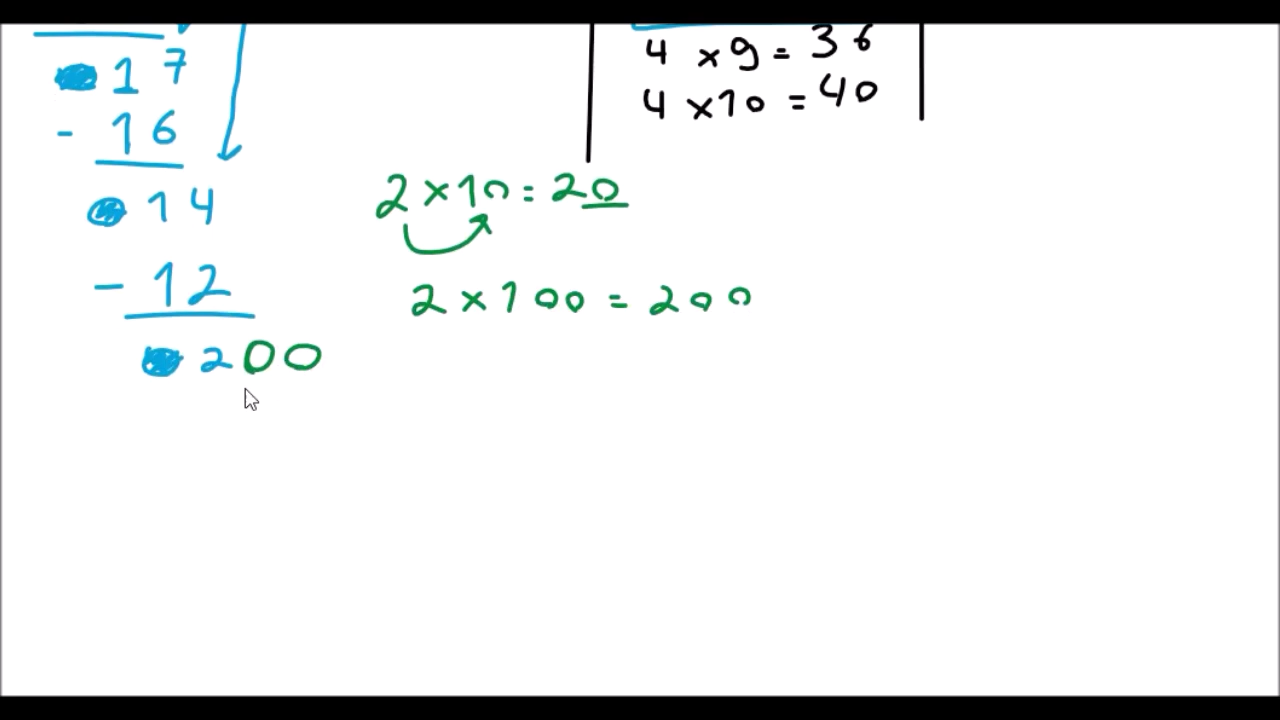 17
- 16
14
- 12
200
4 × 9 = 36
4 × 10 = 40
2 × 10 = 20
2 × 100 = 200